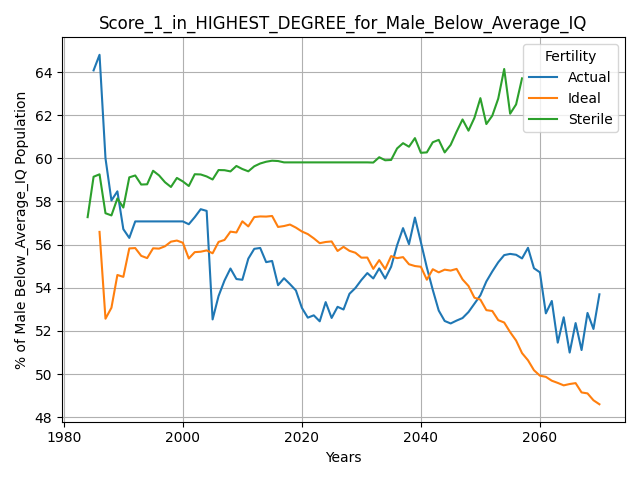 Score_1_in_HIGHEST_DEGREE_for_Male_Below_Average_IQ
% of Male Below_Average_IQ Population
64
62
60
58
56
54
52
50
48
Fertility
Actual
Ideal
Sterile
1980
2000
2020
2040
2060
Years